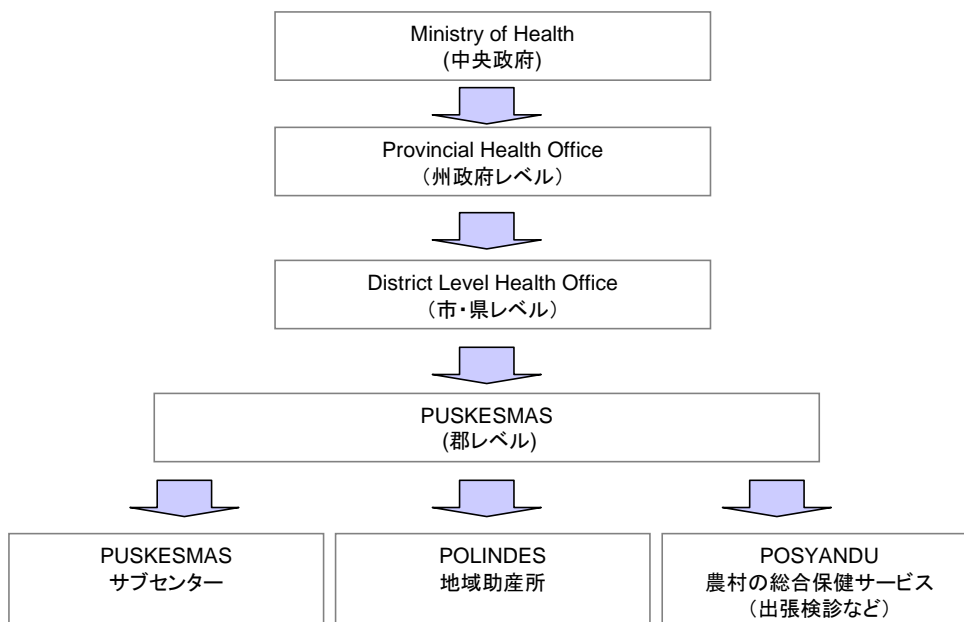 Ministry of Health
(中央政府)
Provincial Health Office
（州政府レベル）
District Level Health Office
（市・県レベル）
PUSKESMAS
(郡レベル)
PUSKESMAS
サブセンター
POLINDES
地域助産所
POSYANDU
農村の総合保健サービス
（出張検診など）